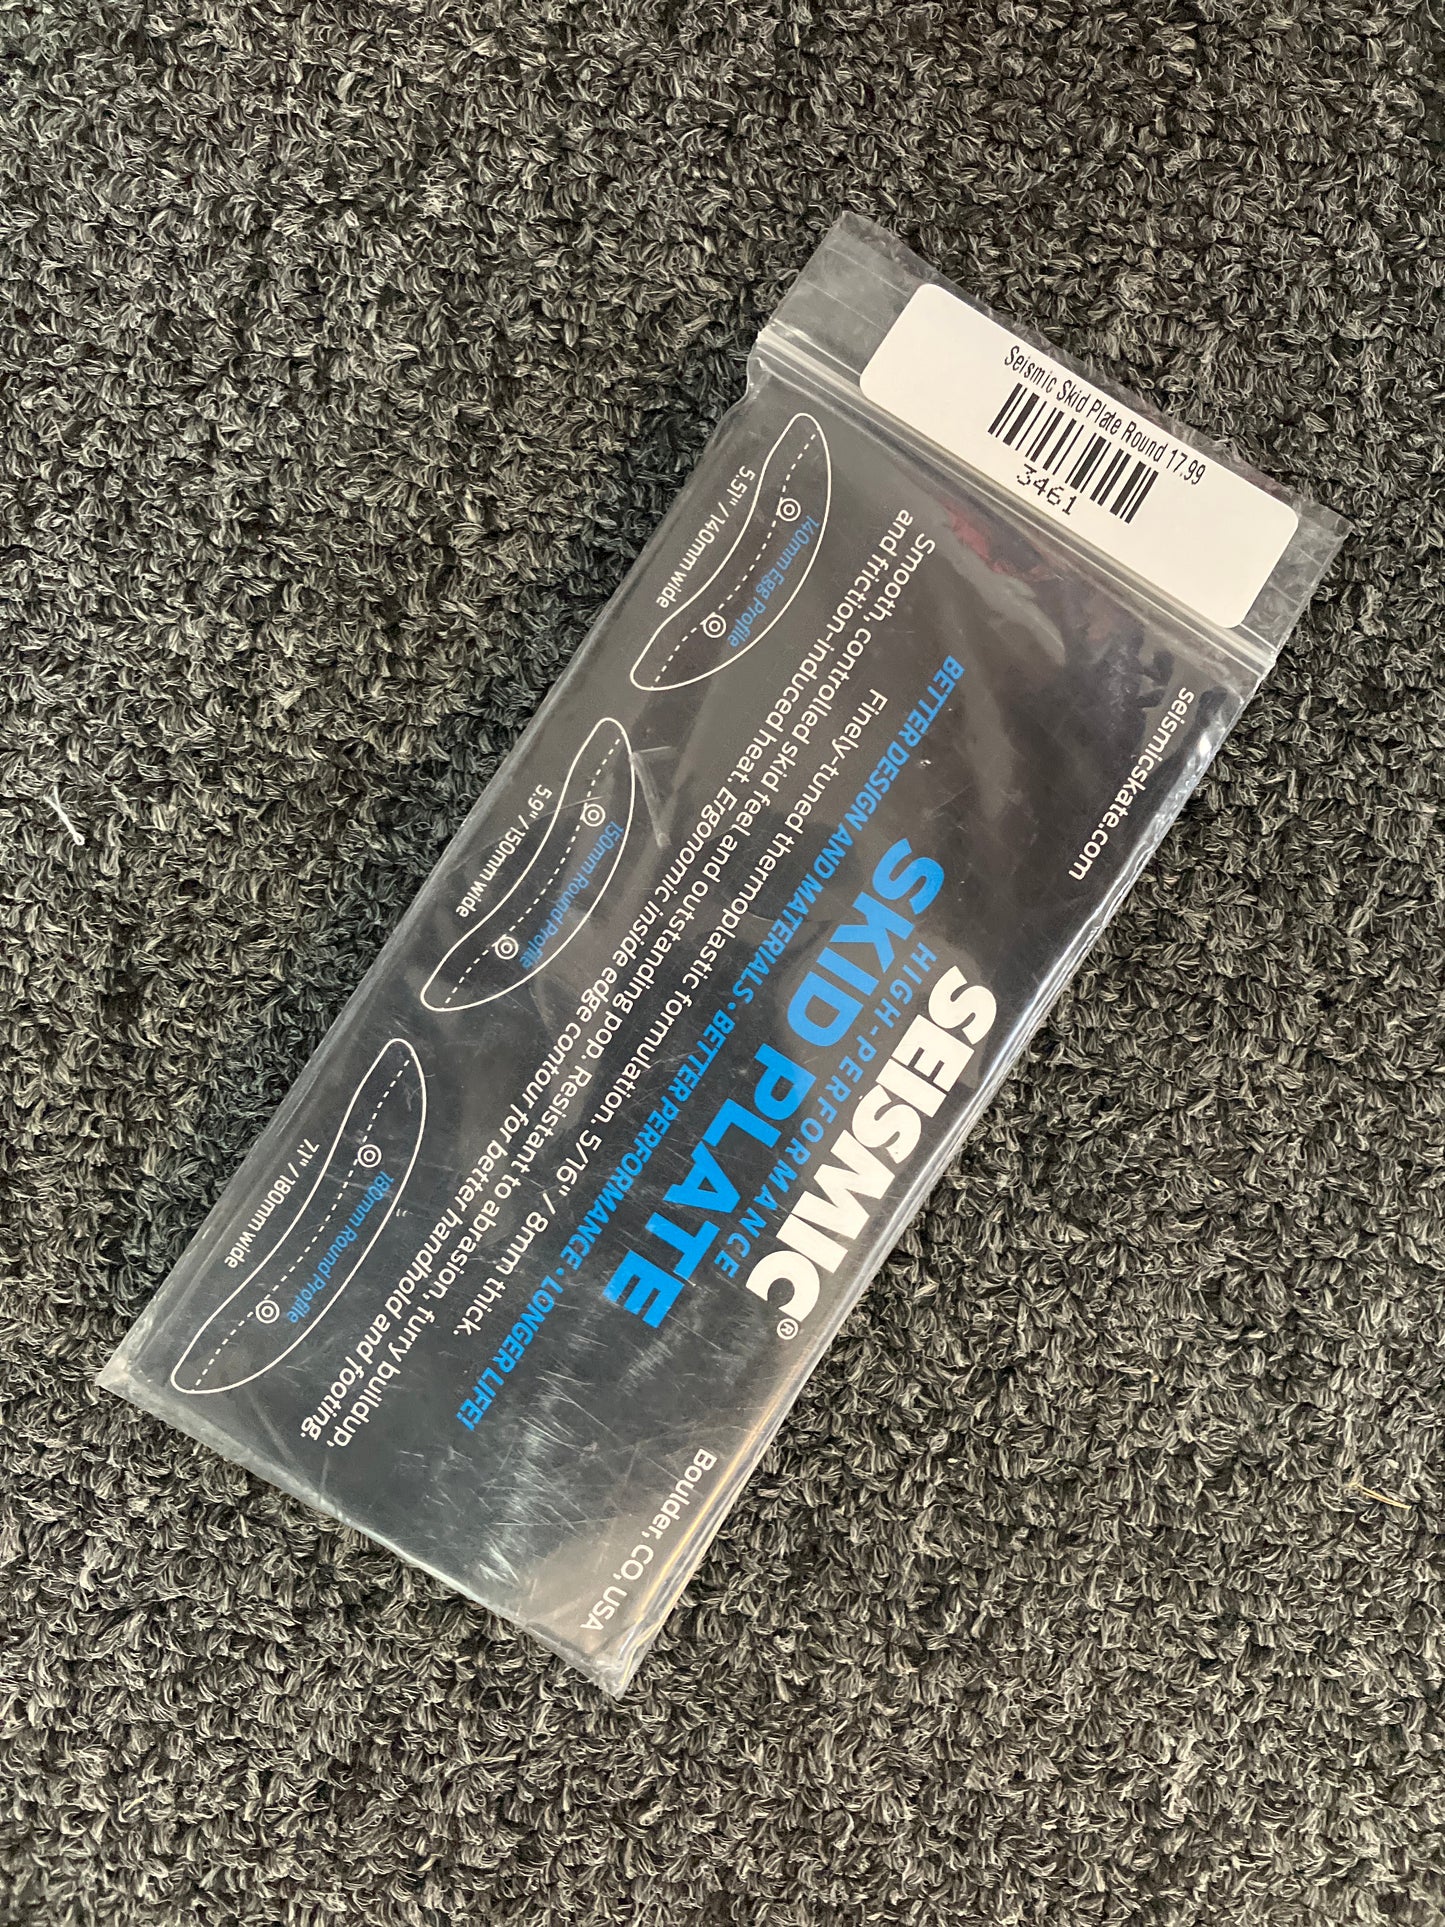 Seismic Skid Plate Round 17.99
3461
seismicskate.com
Boulder, CO, USA
SEISMIC®
HIGH-PERFORMANCE
SKID PLATE
BETTER DESIGN AND MATERIALS • BETTER PERFORMANCE • LONGER LIFE!
Finely-tuned thermoplastic formulation. 5/16" / 8mm thick.
Smooth, controlled skid feel and outstanding pop. Resistant to abrasion, furry buildup,
and friction-induced heat. Ergonomic inside edge contour for better handhold and footing.
140mm Egg Profile
5.51" / 140mm wide
150mm Round Profile
5.9" / 150mm wide
180mm Round Profile
7.1" / 180mm wide